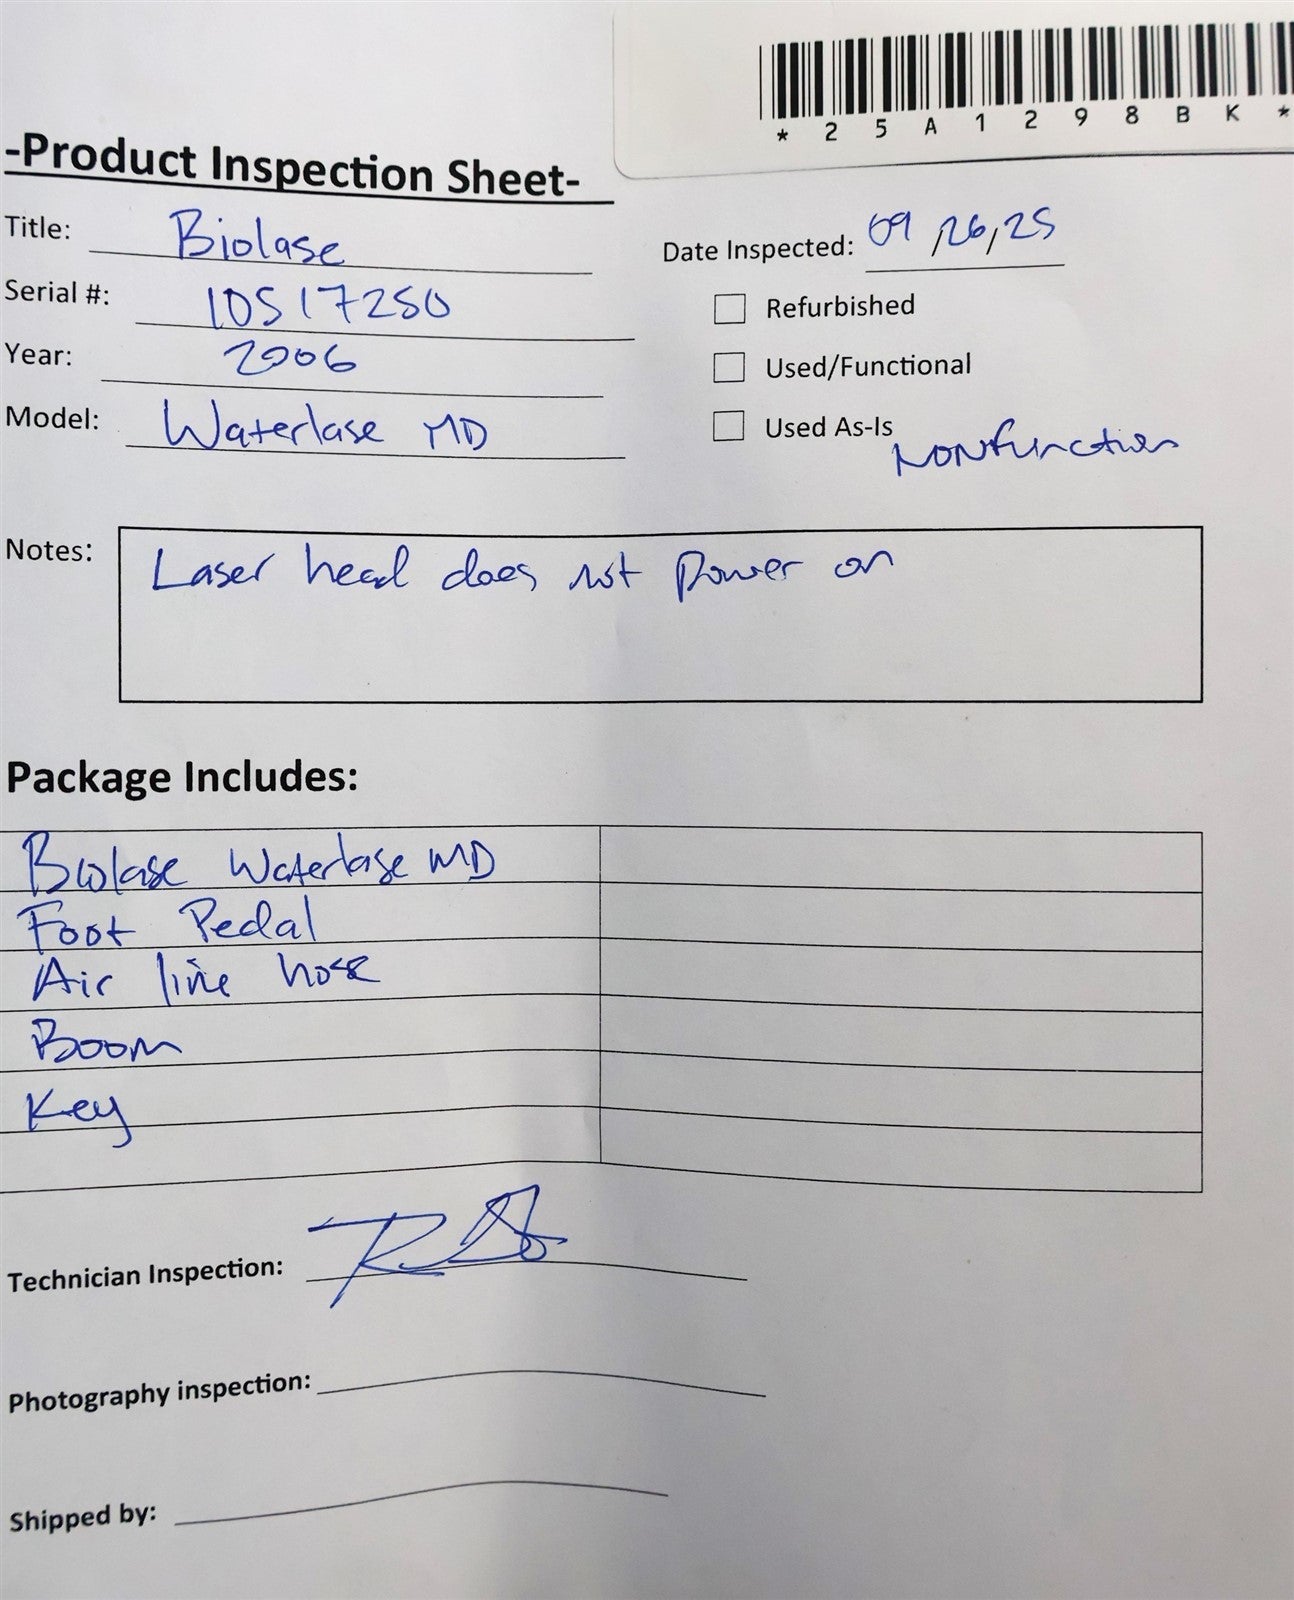 *25A1298BK*
-Product Inspection Sheet-
Title: Biolase
Date Inspected: 09/26/25
Serial #: 10517250
Refurbished
Year: 2006
Used/Functional
Model: Waterlase MD
Used As-Is
Nonfunction
Notes: Laser head does not power on
Package Includes:
Biolase Waterlase MD
Foot Pedal
Air line hose
Boom
Key
Technician Inspection:
Photography inspection:
Shipped by: